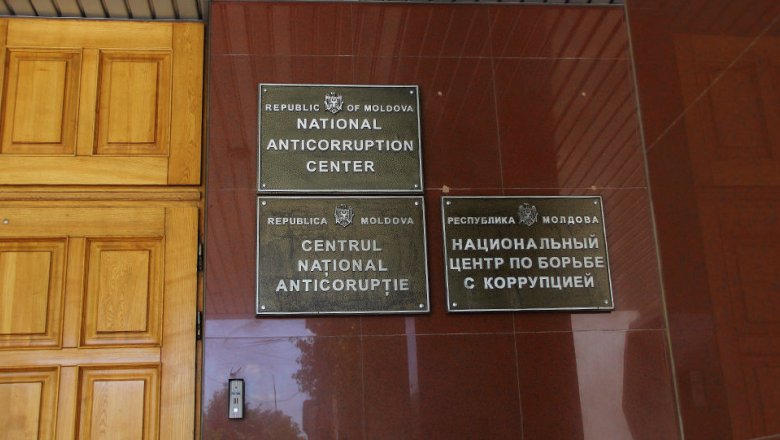 REPUBLIC OF MOLDOVA
NATIONAL
ANTICORRUPTION
CENTER
REPUBLICA MOLDOVA
CENTRUL
NAȚIONAL
ANTICORUPȚIE
РЕСПУБЛИКА МОЛДОВА
НАЦИОНАЛЬНЫЙ
ЦЕНТР ПО БОРЬБЕ
С КОРРУПЦИЕЙ